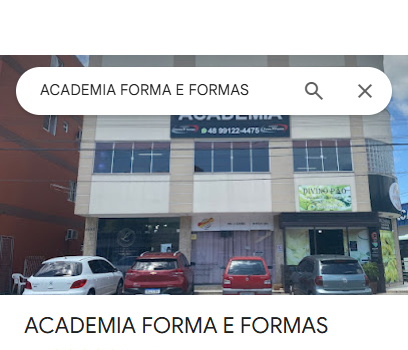 ACADEMIA FORMA E FORMAS
ACADEMIA
48 99122-4475
DIVINO PÃO
ACADEMIA FORMA E FORMAS